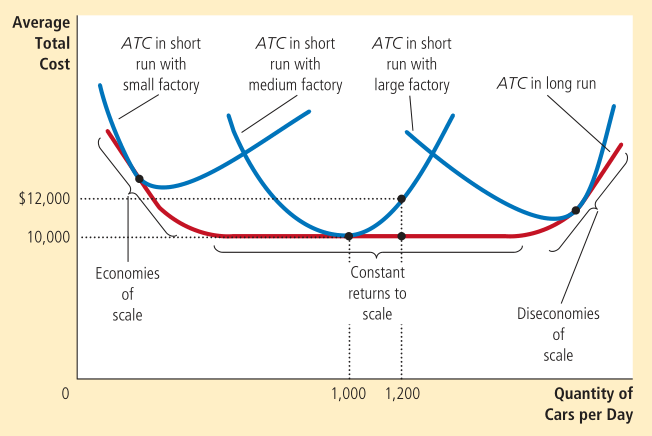 Average
Total
Cost
ATC in short
run with
small factory
ATC in short
run with
medium factory
ATC in short
run with
large factory
ATC in long run
$12,000
10,000
Economies
of
scale
Constant
returns to
scale
Diseconomies
of
scale
0
1,000
1,200
Quantity of
Cars per Day